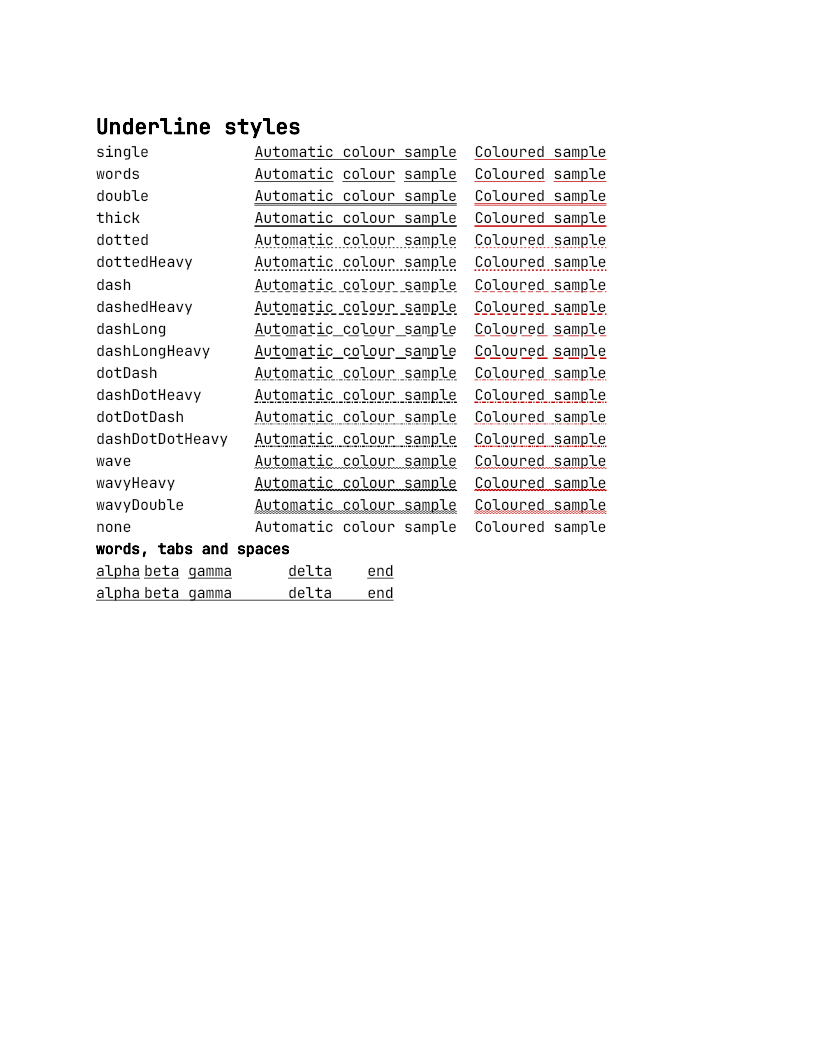 Underline styles
single Automatic colour sample Coloured sample
words Automatic colour sample Coloured sample
double Automatic colour sample Coloured sample
thick Automatic colour sample Coloured sample
dotted Automatic colour sample Coloured sample
dottedHeavy Automatic colour sample Coloured sample
dash Automatic colour sample Coloured sample
dashedHeavy Automatic colour sample Coloured sample
dashLong Automatic colour sample Coloured sample
dashLongHeavy Automatic colour sample Coloured sample
dotDash Automatic colour sample Coloured sample
dashDotHeavy Automatic colour sample Coloured sample
dotDotDash Automatic colour sample Coloured sample
dashDotDotHeavy Automatic colour sample Coloured sample
wave Automatic colour sample Coloured sample
wavyHeavy Automatic colour sample Coloured sample
wavyDouble Automatic colour sample Coloured sample
none Automatic colour sample Coloured sample
words, tabs and spaces
alpha beta gamma delta end
alpha beta gamma delta end